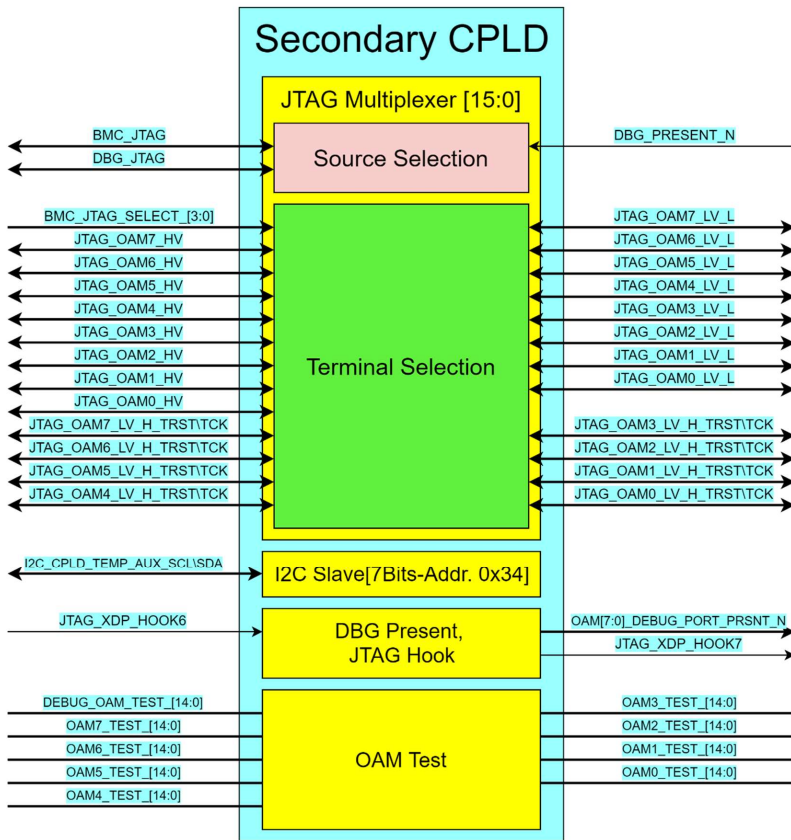 Secondary CPLD
JTAG Multiplexer [15:0]
BMC_JTAG
DBG_JTAG
Source Selection
DBG_PRESENT_N
BMC_JTAG_SELECT_[3:0]
JTAG_OAM7_HV
JTAG_OAM6_HV
JTAG_OAM5_HV
JTAG_OAM4_HV
JTAG_OAM3_HV
JTAG_OAM2_HV
JTAG_OAM1_HV
JTAG_OAM0_HV
JTAG_OAM7_LV_H_TRST\TCK
JTAG_OAM6_LV_H_TRST\TCK
JTAG_OAM5_LV_H_TRST\TCK
JTAG_OAM4_LV_H_TRST\TCK
Terminal Selection
JTAG_OAM7_LV_L
JTAG_OAM6_LV_L
JTAG_OAM5_LV_L
JTAG_OAM4_LV_L
JTAG_OAM3_LV_L
JTAG_OAM2_LV_L
JTAG_OAM1_LV_L
JTAG_OAM0_LV_L
JTAG_OAM3_LV_H_TRST\TCK
JTAG_OAM2_LV_H_TRST\TCK
JTAG_OAM1_LV_H_TRST\TCK
JTAG_OAM0_LV_H_TRST\TCK
I2C_CPLD_TEMP_AUX_SCL\SDA
I2C Slave[7Bits-Addr. 0x34]
JTAG_XDP_HOOK6
DBG Present,
JTAG Hook
OAM[7:0]_DEBUG_PORT_PRSNT_N
JTAG_XDP_HOOK7
DEBUG_OAM_TEST_[14:0]
OAM7_TEST_[14:0]
OAM6_TEST_[14:0]
OAM5_TEST_[14:0]
OAM4_TEST_[14:0]
OAM Test
OAM3_TEST_[14:0]
OAM2_TEST_[14:0]
OAM1_TEST_[14:0]
OAM0_TEST_[14:0]